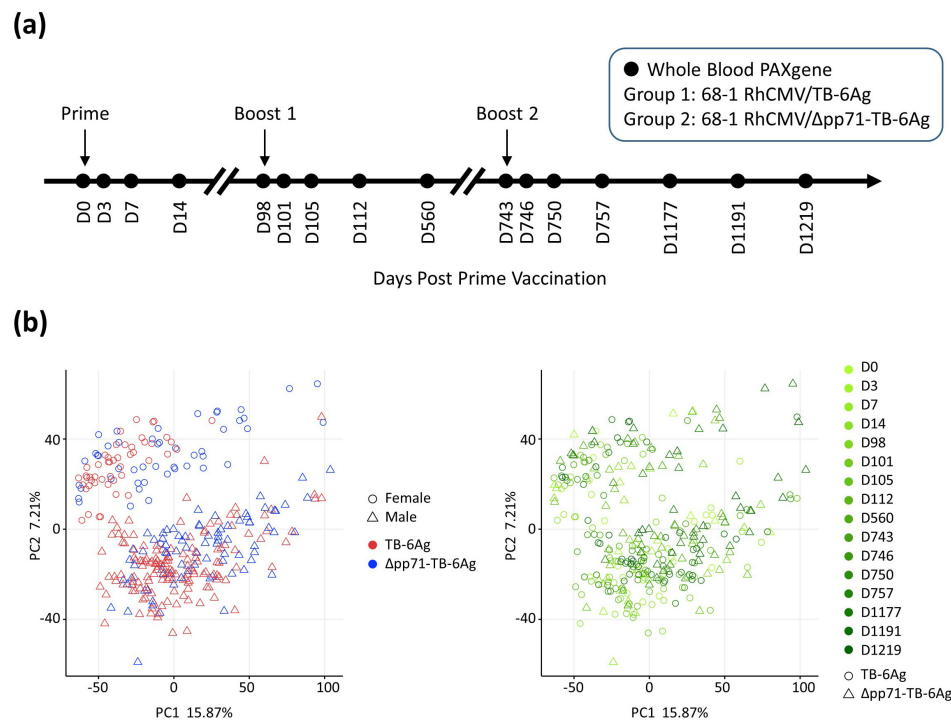 (a)
Whole Blood PAXgene
Group 1: 68-1 RhCMV/TB-6Ag
Group 2: 68-1 RhCMV/Δpp71-TB-6Ag
Prime
Boost 1
Boost 2
D0
D3
D7
D14
D98
D101
D105
D112
D560
D743
D746
D750
D757
D1177
D1191
D1219
Days Post Prime Vaccination
(b)
40
0
-40
PC2 7.21%
-50
0
50
100
PC1 15.87%
Female
Male
TB-6Ag
Δpp71-TB-6Ag
40
0
-40
PC2 7.21%
-50
0
50
100
PC1 15.87%
D0
D3
D7
D14
D98
D101
D105
D112
D560
D743
D746
D750
D757
D1177
D1191
D1219
TB-6Ag
Δpp71-TB-6Ag